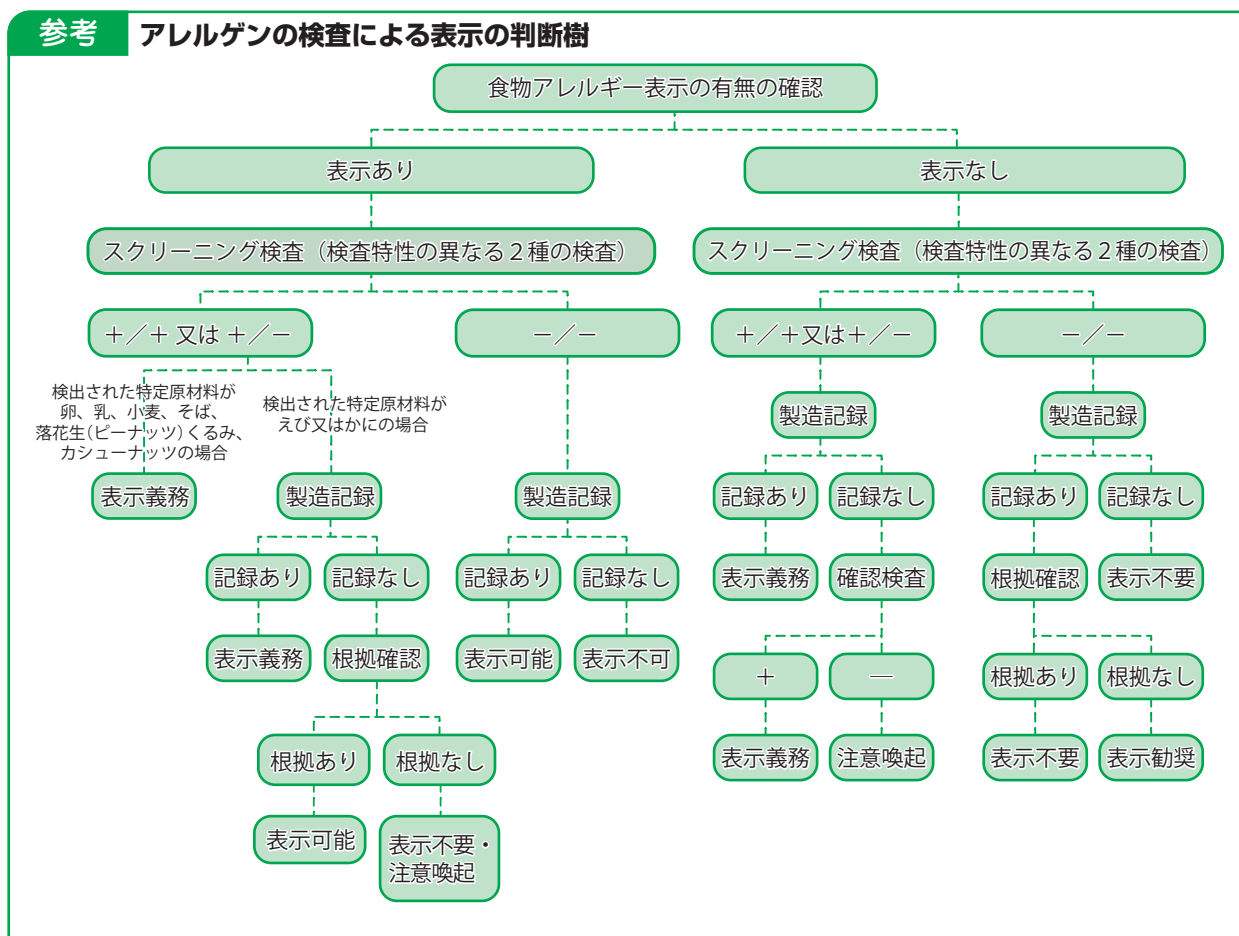 参考
アレルゲンの検査による表示の判断樹
食物アレルギー表示の有無の確認
表示あり
表示なし
スクリーニング検査（検査特性の異なる２種の検査）
スクリーニング検査（検査特性の異なる２種の検査）
＋／＋ 又は ＋／－
－／－
＋／＋又は＋／－
－／－
検出された特定原材料が
卵、乳、小麦、そば、
落花生（ピーナッツ）くるみ、
カシューナッツの場合
検出された特定原材料が
えび又はかにの場合
製造記録
製造記録
表示義務
製造記録
製造記録
記録あり
記録なし
記録あり
記録なし
記録あり
記録なし
記録あり
記録なし
表示義務
確認検査
根拠確認
表示不要
表示義務
根拠確認
表示可能
表示不可
＋
－
根拠あり
根拠なし
根拠あり
根拠なし
表示義務
注意喚起
表示不要
表示勧奨
表示可能
表示不要・
注意喚起